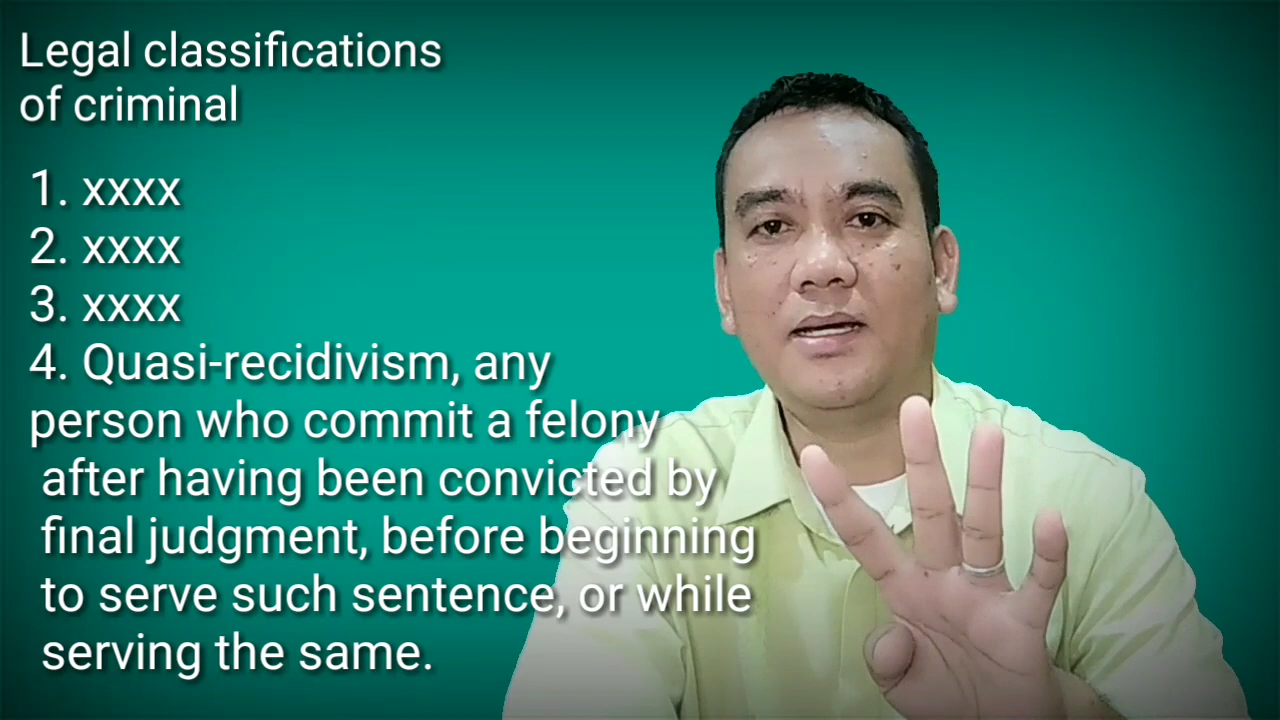 Legal classifications
of criminal
1. xxxx
2. xxxx
3. xxxx
4. Quasi-recidivism, any
person who commit a felony
after having been convicted by
final judgment, before beginning
to serve such sentence, or while
serving the same.